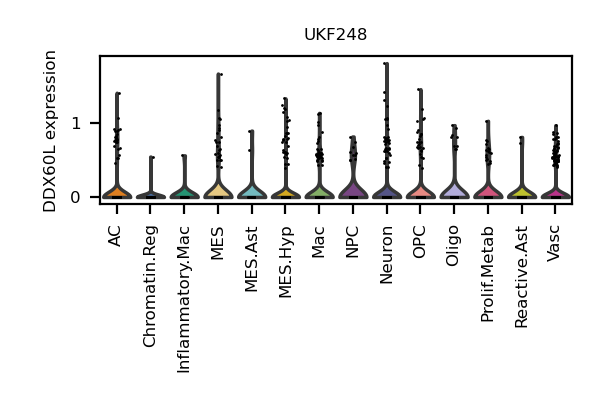 UKF248
DDX60L expression
1
0
AC
Chromatin.Reg
Inflammatory.Mac
MES
MES.Ast
MES.Hyp
Mac
NPC
Neuron
OPC
Oligo
Prolif.Metab
Reactive.Ast
Vasc